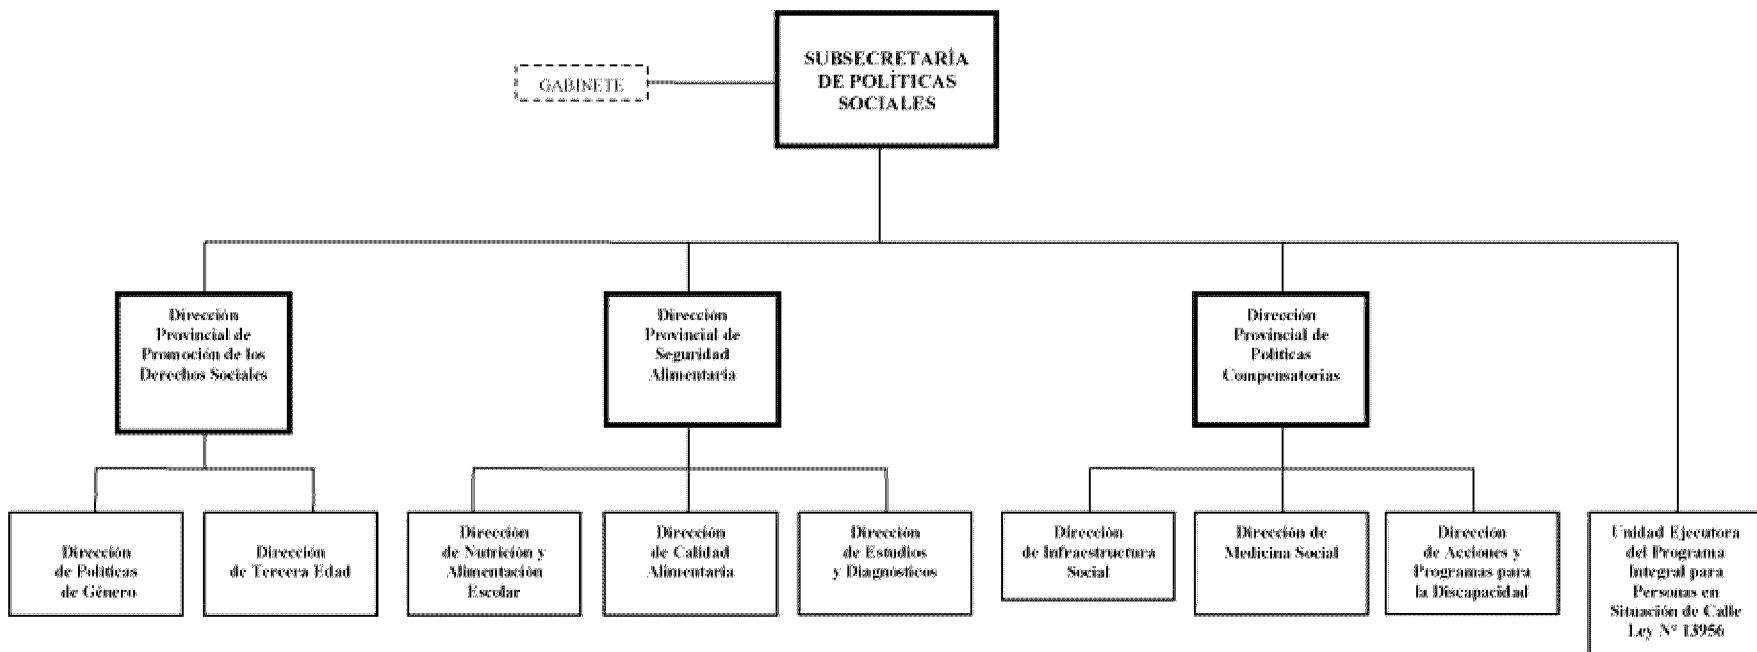 SUBSECRETARÍA
DE POLÍTICAS
SOCIALES
GABINETE
Dirección
Provincial de
Promoción de los
Derechos Sociales
Dirección
Provincial de
Seguridad
Alimentaria
Dirección
Provincial de
Políticas
Compensatorias
Dirección
de Políticas
de Género
Dirección
de Tercera Edad
Dirección
de Nutrición y
Alimentación
Escolar
Dirección
de Calidad
Alimentaria
Dirección
de Estudios
y Diagnósticos
Dirección
de Infraestructura
Social
Dirección de
Medicina Social
Dirección
de Acciones y
Programas para
la Discapacidad
Unidad Ejecutora
del Programa
Integral para
Personas en
Situación de Calle
Ley Nº 13956